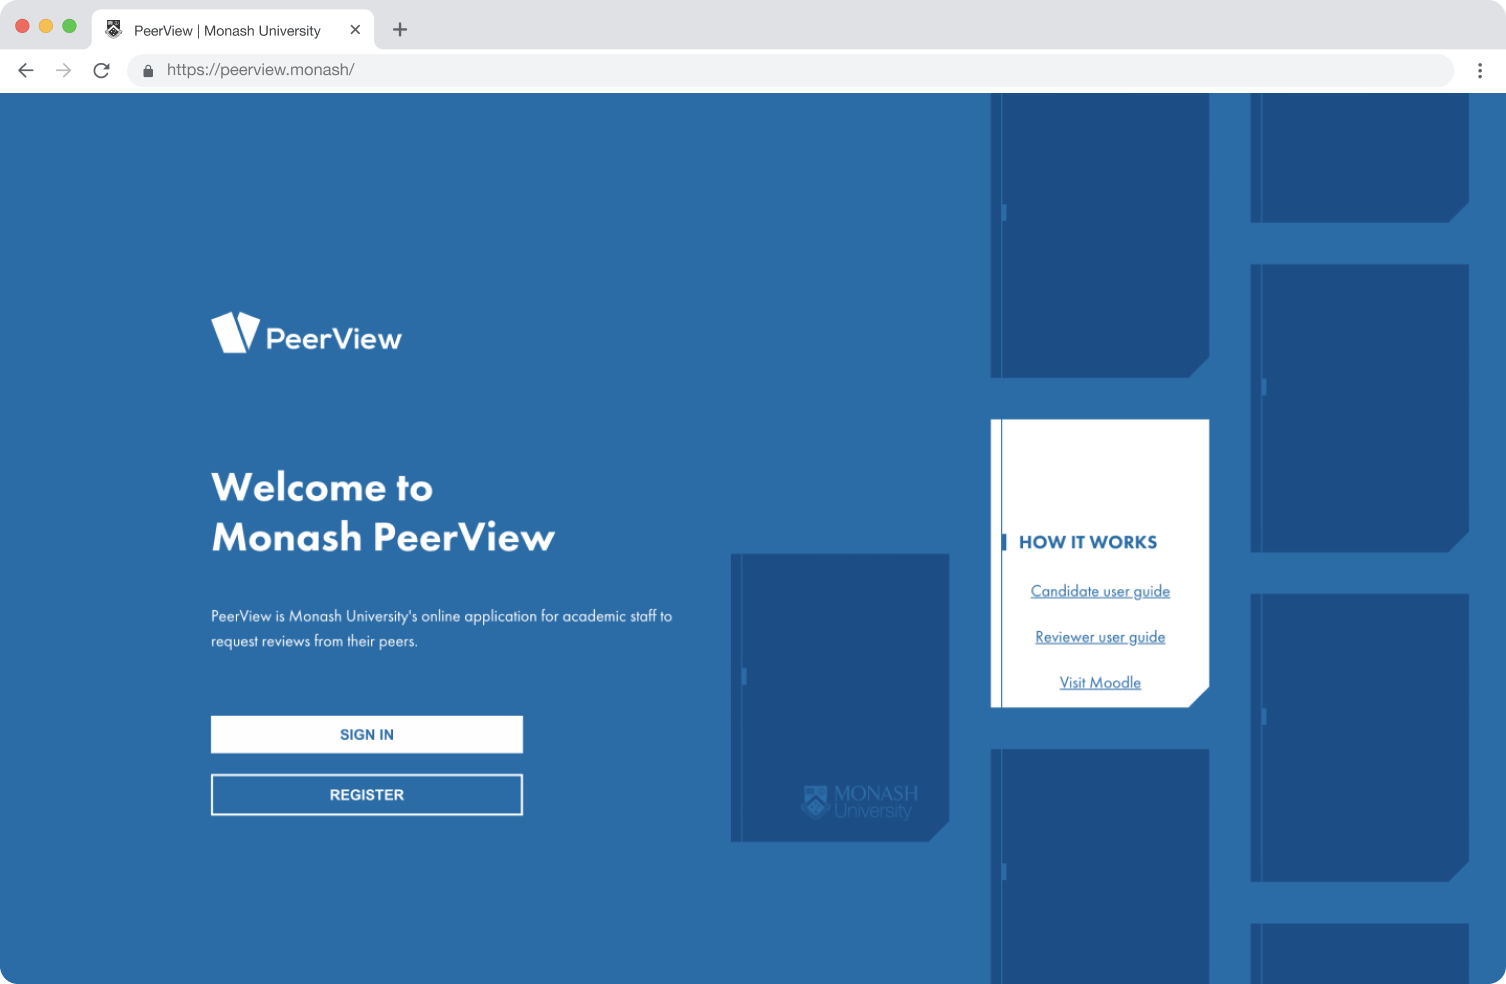 PeerView | Monash University
https://peerview.monash/
PeerView
Welcome to
Monash PeerView
PeerView is Monash University's online application for academic staff to
request reviews from their peers.
SIGN IN
REGISTER
MONASH
University
HOW IT WORKS
Candidate user guide
Reviewer user guide
Visit Moodle